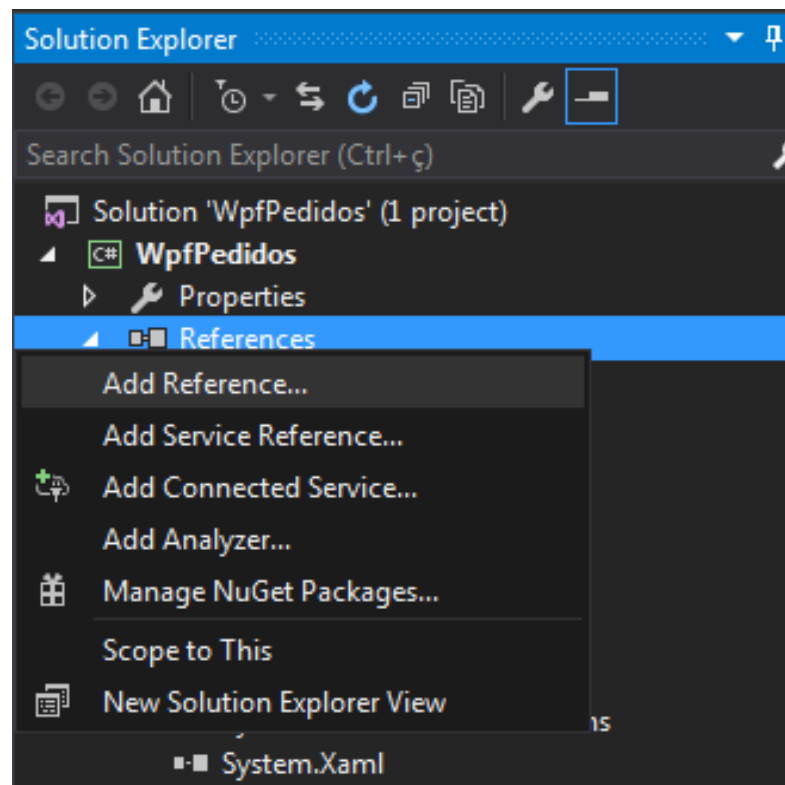 Solution Explorer
Search Solution Explorer (Ctrl+ç)
Solution 'WpfPedidos' (1 project)
C# WpfPedidos
Properties
References
Add Reference...
Add Service Reference...
Add Connected Service...
Add Analyzer...
Manage NuGet Packages...
Scope to This
New Solution Explorer View
System.Xaml